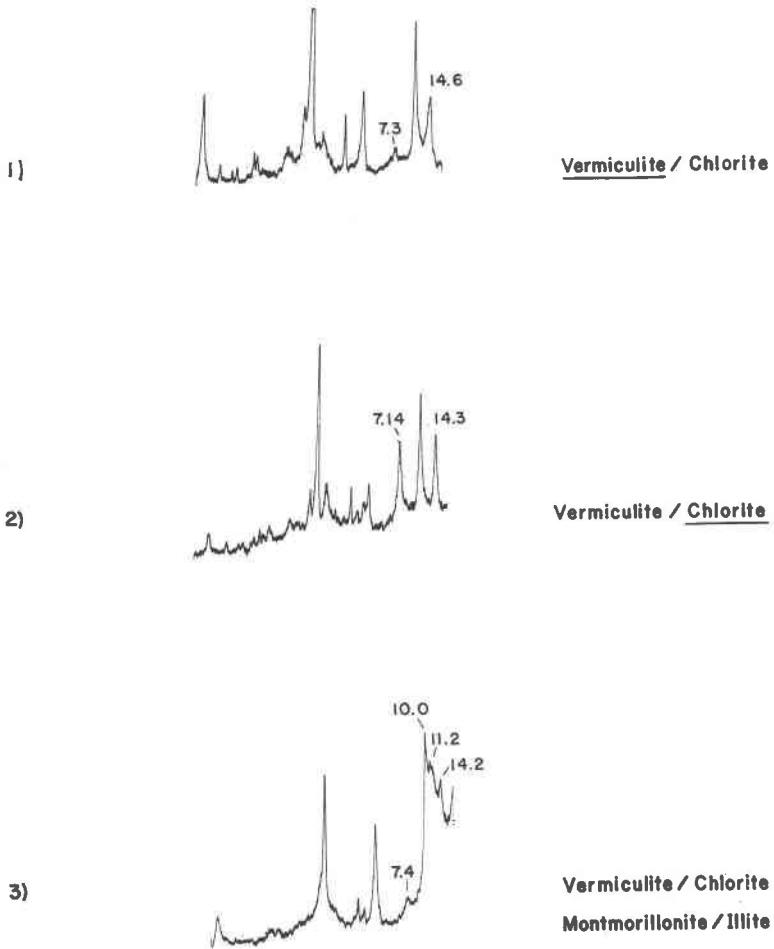 14.6
7.3
1)
Vermiculite / Chlorite
7.14
14.3
2)
Vermiculite / Chlorite
10.0
11.2
14.2
7.4
3)
Vermiculite / Chlorite
Montmorillonite / Illite